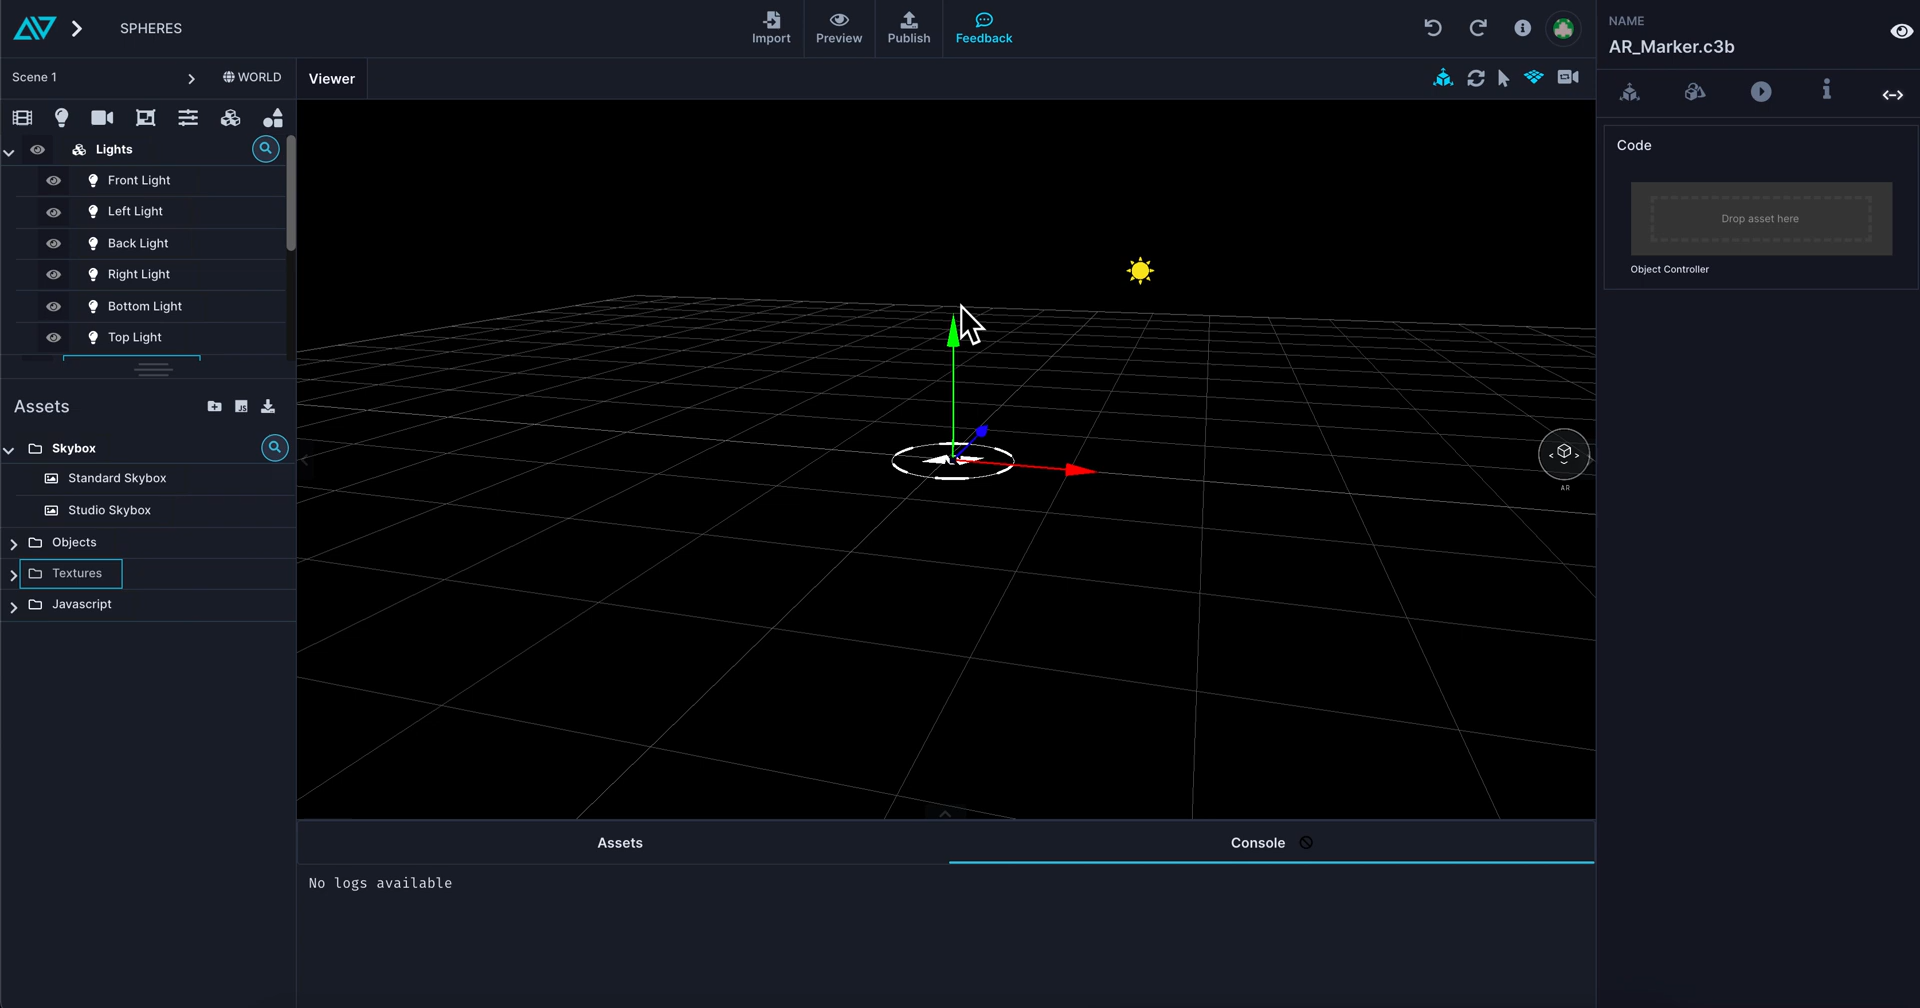 SPHERES
Import
Preview
Publish
Feedback
NAME
AR_Marker.c3b
Scene 1
WORLD
Viewer
Lights
Front Light
Left Light
Back Light
Right Light
Bottom Light
Top Light
Assets
JS
Skybox
Standard Skybox
Studio Skybox
Objects
Textures
Javascript
AR
Code
Drop asset here
Object Controller
Assets
Console
No logs available